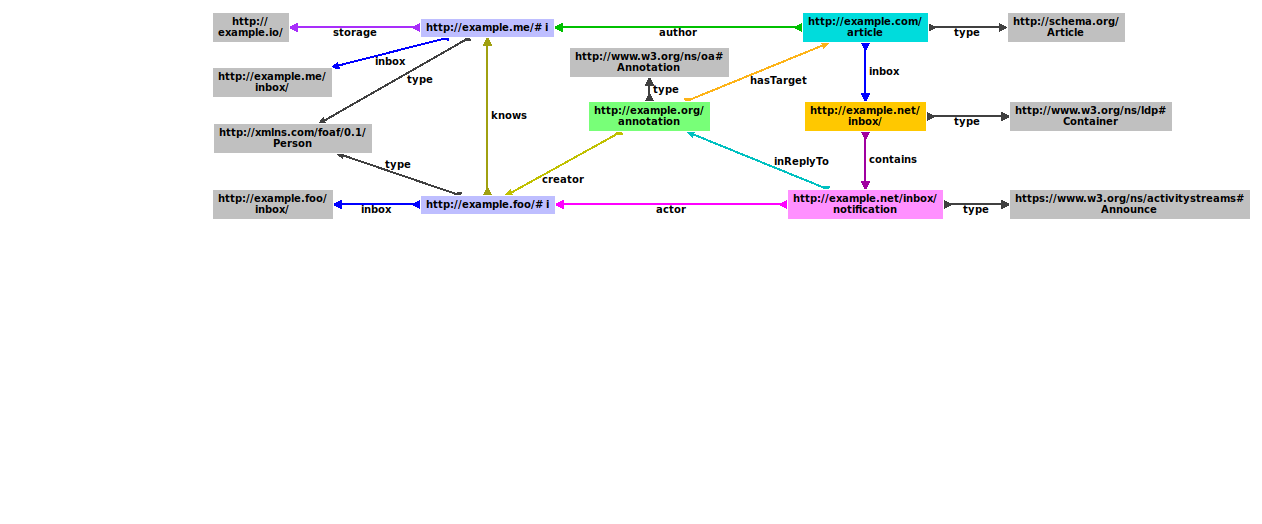 http://
example.io/
storage
http://example.me/# i
author
http://example.com/
article
type
http://schema.org/
Article
http://example.me/
inbox/
inbox
type
http://www.w3.org/ns/oa#
Annotation
type
hasTarget
inbox
http://xmlns.com/foaf/0.1/
Person
knows
http://example.org/
annotation
http://example.net/
inbox/
type
http://www.w3.org/ns/ldp#
Container
type
creator
inReplyTo
contains
http://example.foo/
inbox/
inbox
http://example.foo/# i
actor
http://example.net/inbox/
notification
type
https://www.w3.org/ns/activitystreams#
Announce